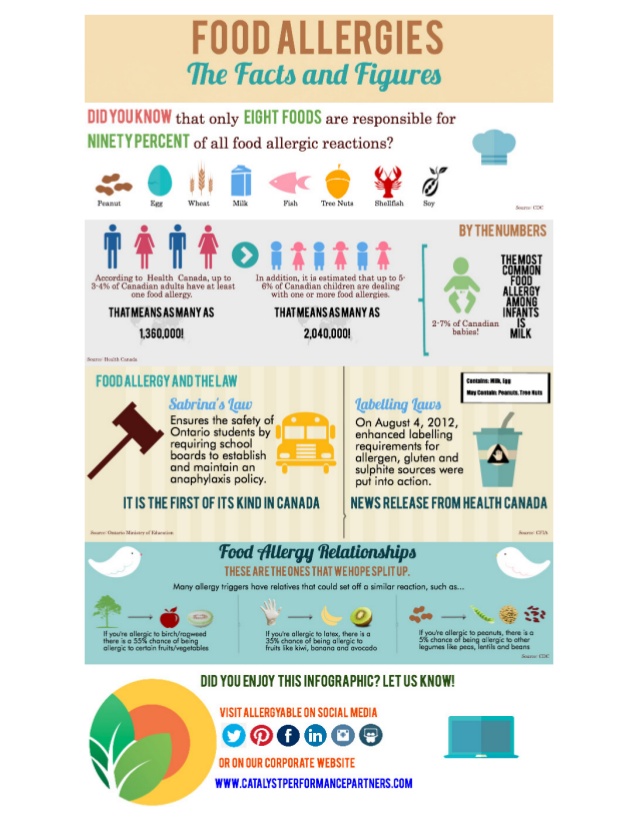 FOOD ALLERGIES
The Facts and Figures
DID YOU KNOW that only EIGHT FOODS are responsible for
NINETY PERCENT of all food allergic reactions?
Peanut Egg Wheat Milk Fish Tree Nuts Shellfish Soy
Source: CDC
According to Health Canada, up to
3-4% of Canadian adults have at least
one food allergy.
THAT MEANS AS MANY AS
1,360,000!
Source: Health Canada
In addition, it is estimated that up to 5-
6% of Canadian children are dealing
with one or more food allergies.
THAT MEANS AS MANY AS
2,040,000!
BY THE NUMBERS
2-7% of Canadian
babies!
THE MOST
COMMON
FOOD
ALLERGY
AMONG
INFANTS
IS
MILK
FOOD ALLERGY AND THE LAW
Sabrina's Law
Ensures the safety of
Ontario students by
requiring school
boards to establish
and maintain an
anaphylaxis policy.
IT IS THE FIRST OF ITS KIND IN CANADA
Source: Ontario Ministry of Education
Contains: Milk, Egg
May Contain: Peanuts, Tree Nuts
Labelling Laws
On August 4, 2012,
enhanced labelling
requirements for
allergen, gluten and
sulphite sources were
put into action.
NEWS RELEASE FROM HEALTH CANADA
Source: CFIA
Food Allergy Relationships
THESE ARE THE ONES THAT WE HOPE SPLIT UP.
Many allergy triggers have relatives that could set off a similar reaction, such as...
If you're allergic to birch/ragweed
there is a 55% chance of being
allergic to certain fruits/vegetables
If you're allergic to latex, there is a
35% chance of being allergic to
fruits like kiwi, banana and avocado
If you're allergic to peanuts, there is a
5% chance of being allergic to other
legumes like peas, lentils and beans
Source: CDC
DID YOU ENJOY THIS INFOGRAPHIC? LET US KNOW!
VISIT ALLERGYABLE ON SOCIAL MEDIA
OR ON OUR CORPORATE WEBSITE
WWW.CATALYSTPERFORMANCEPARTNERS.COM